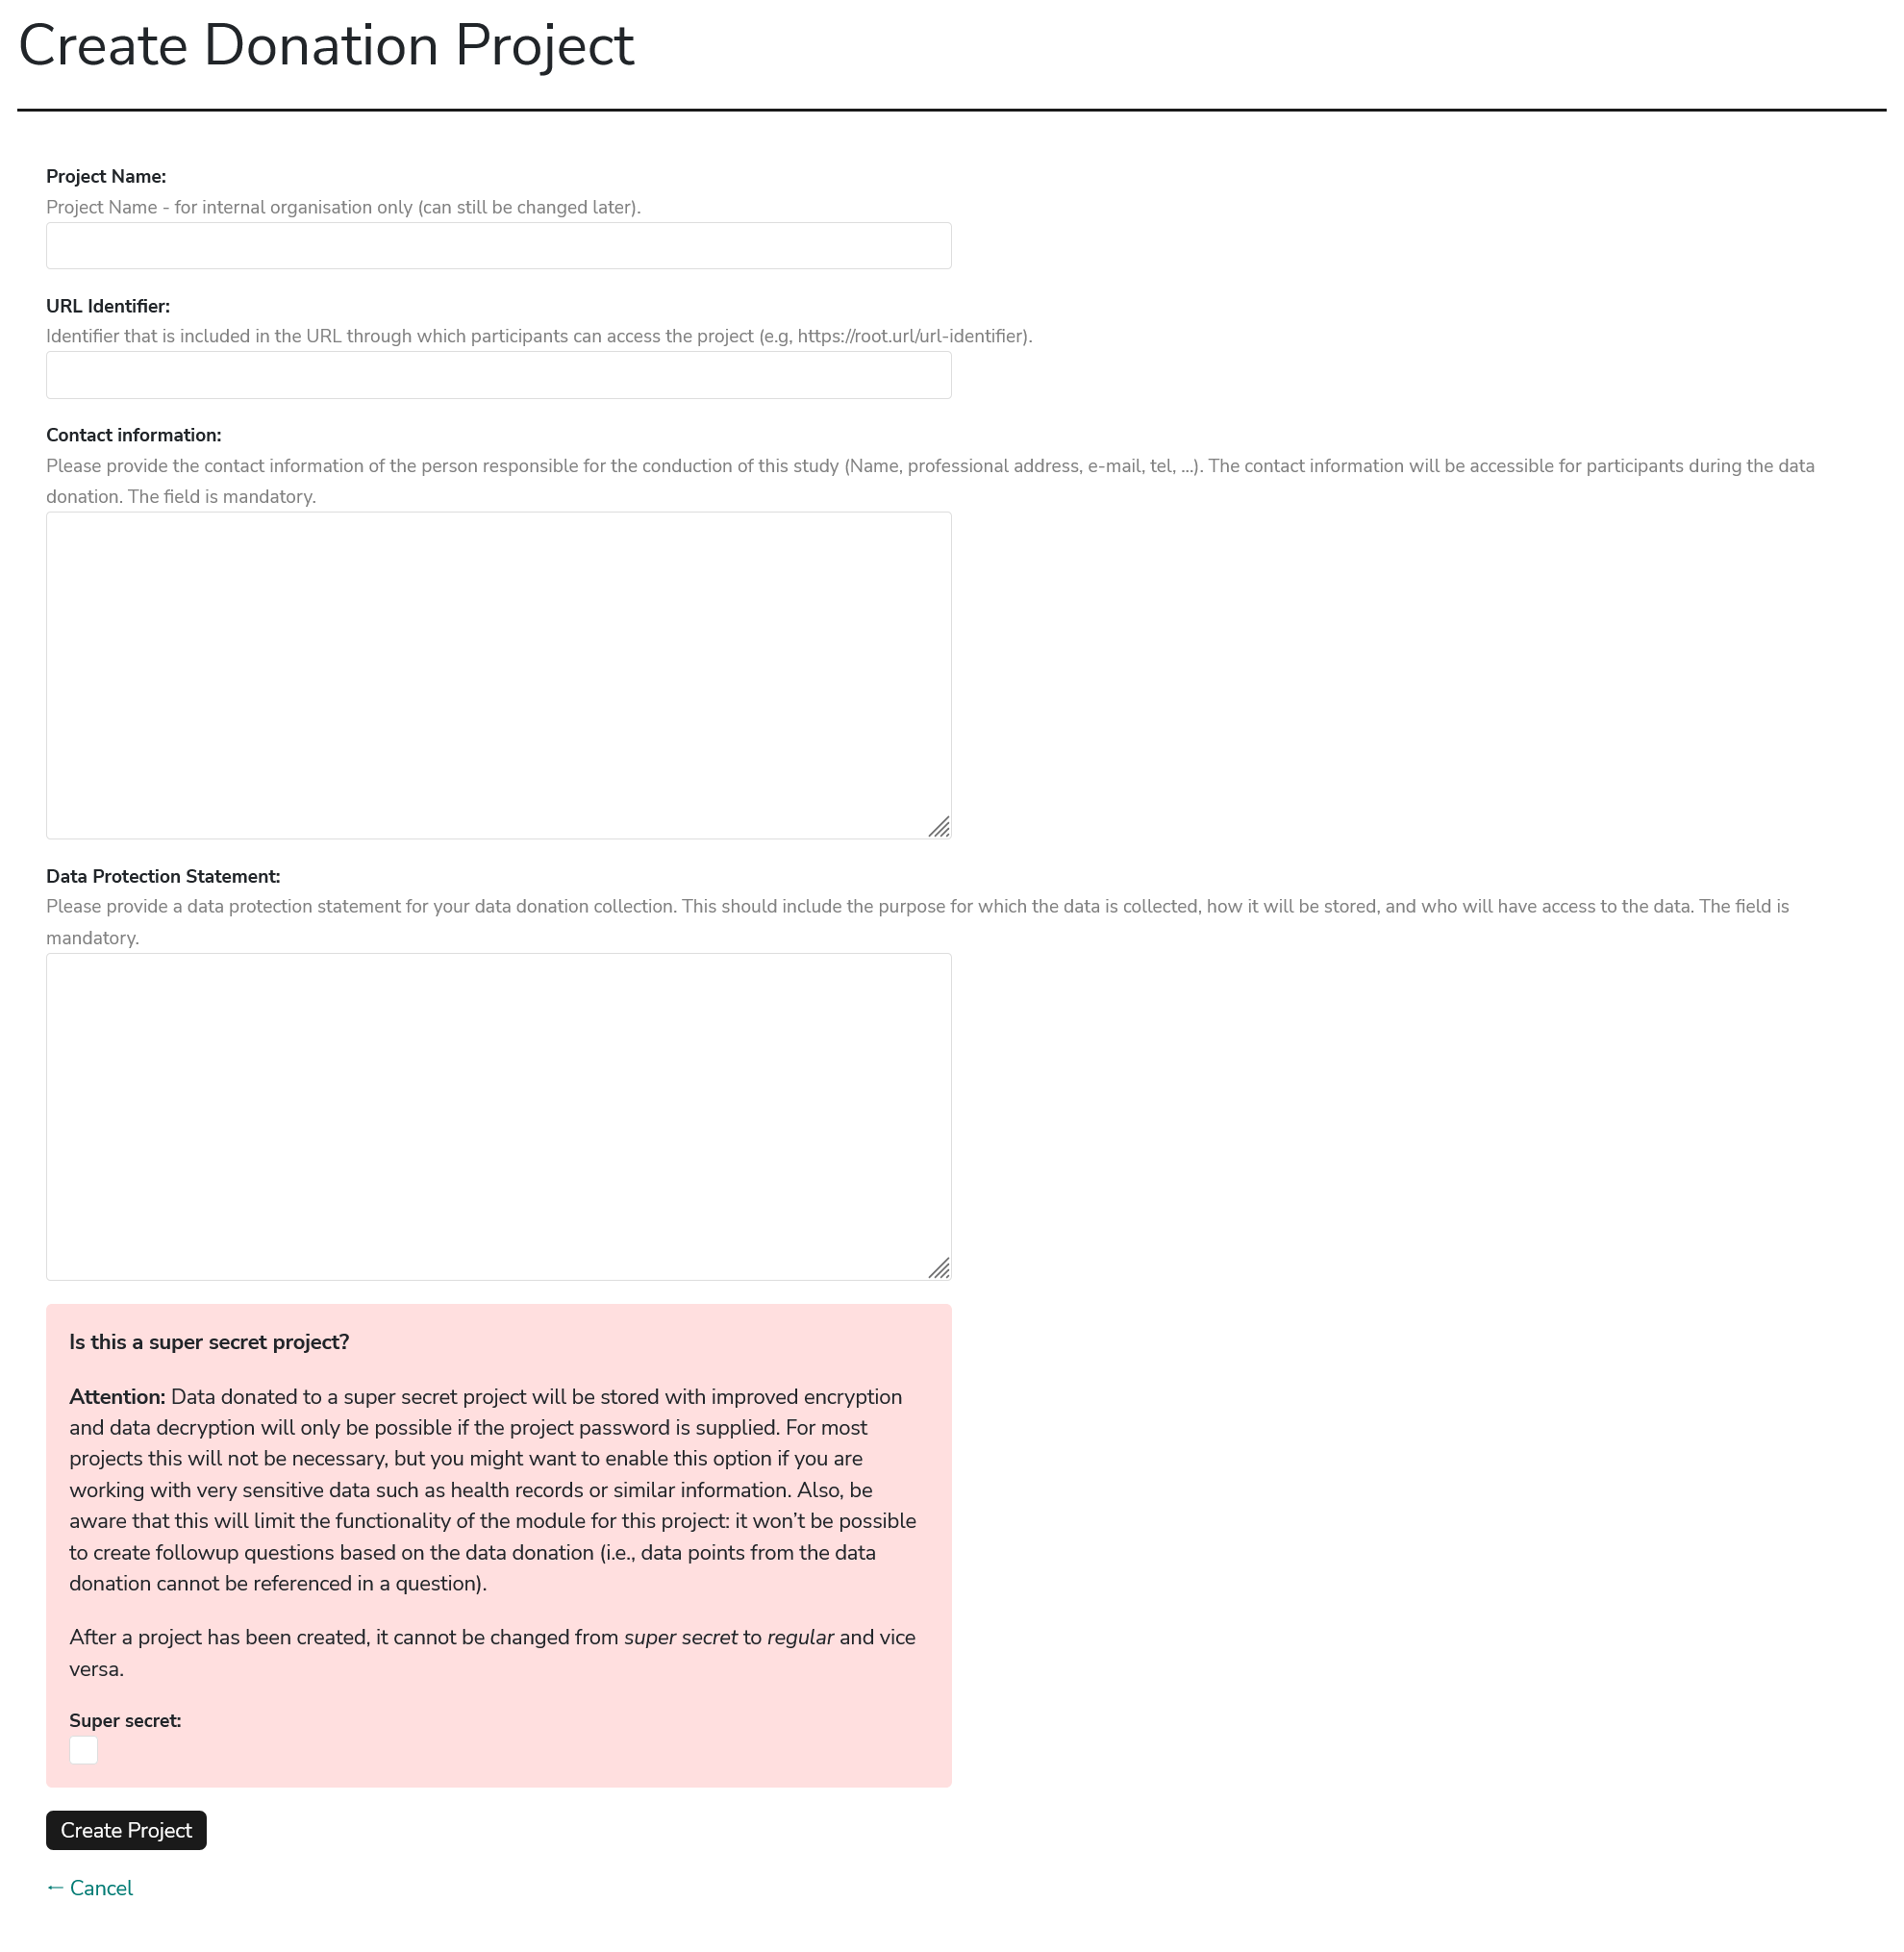 Create Donation Project
Project Name:
Project Name - for internal organisation only (can still be changed later).
URL Identifier:
Identifier that is included in the URL through which participants can access the project (e.g, https://root.url/url-identifier).
Contact information:
Please provide the contact information of the person responsible for the conduction of this study (Name, professional address, e-mail, tel, ...). The contact information will be accessible for participants during the data
donation. The field is mandatory.
Data Protection Statement:
Please provide a data protection statement for your data donation collection. This should include the purpose for which the data is collected, how it will be stored, and who will have access to the data. The field is
mandatory.
Is this a super secret project?
Attention: Data donated to a super secret project will be stored with improved encryption
and data decryption will only be possible if the project password is supplied. For most
projects this will not be necessary, but you might want to enable this option if you are
working with very sensitive data such as health records or similar information. Also, be
aware that this will limit the functionality of the module for this project: it won't be possible
to create followup questions based on the data donation (i.e., data points from the data
donation cannot be referenced in a question).
After a project has been created, it cannot be changed from super secret to regular and vice
versa.
Super secret:
Create Project
← Cancel